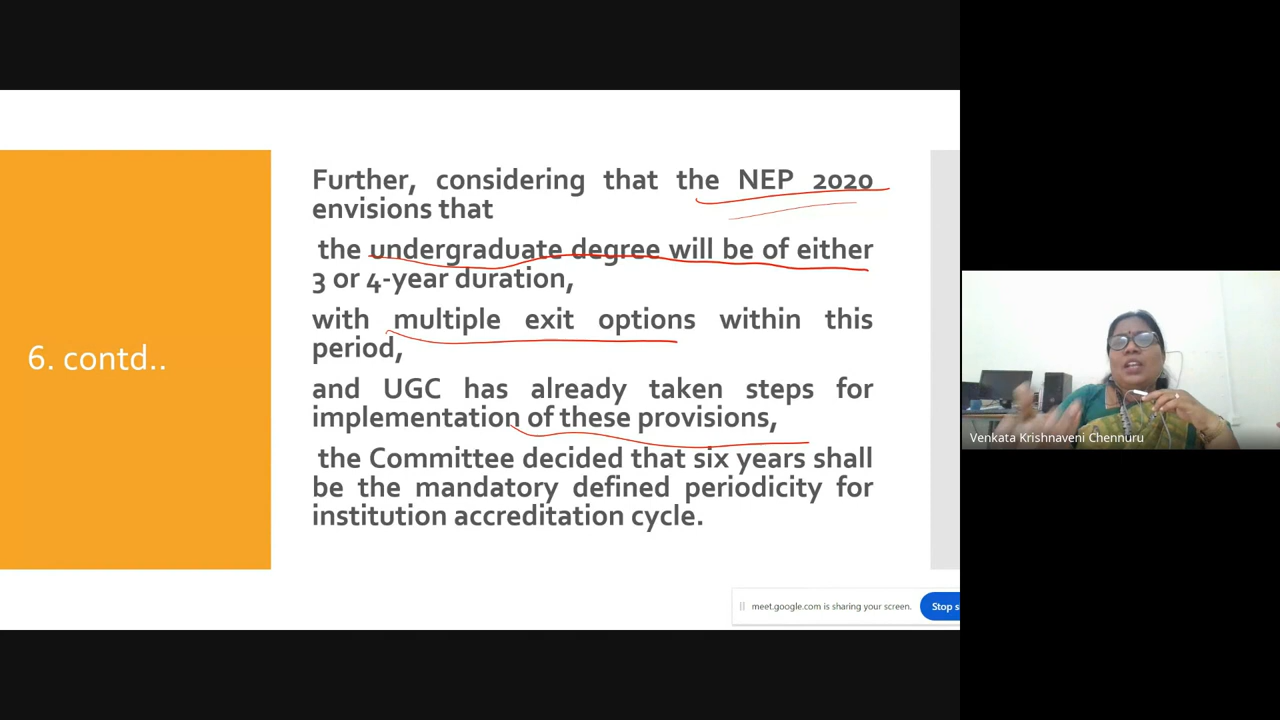 6. contd..
Further, considering that the NEP 2020
envisions that
the undergraduate degree will be of either
3 or 4-year duration,
with multiple exit options within this
period,
and UGC has already taken steps for
implementation of these provisions,
the Committee decided that six years shall
be the mandatory defined periodicity for
institution accreditation cycle.
meet.google.com is sharing your screen.
Stop s
Venkata Krishnaveni Chennuru